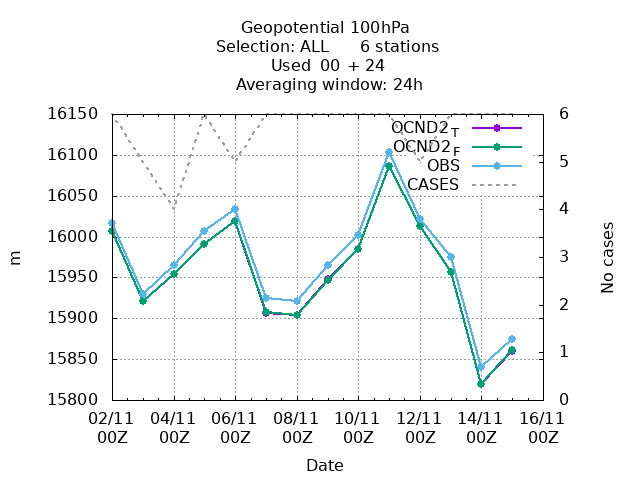 Geopotential 100hPa
Selection: ALL      6 stations
Used  00  + 24
Averaging window: 24h
16150
16100
16050
16000
15950
15900
15850
15800
m
6
5
4
3
2
1
0
No cases
OCND2T
OCND2F
OBS
CASES
02/11 04/11 06/11 08/11 10/11 12/11 14/11 16/11
00Z 00Z 00Z 00Z 00Z 00Z 00Z 00Z
Date